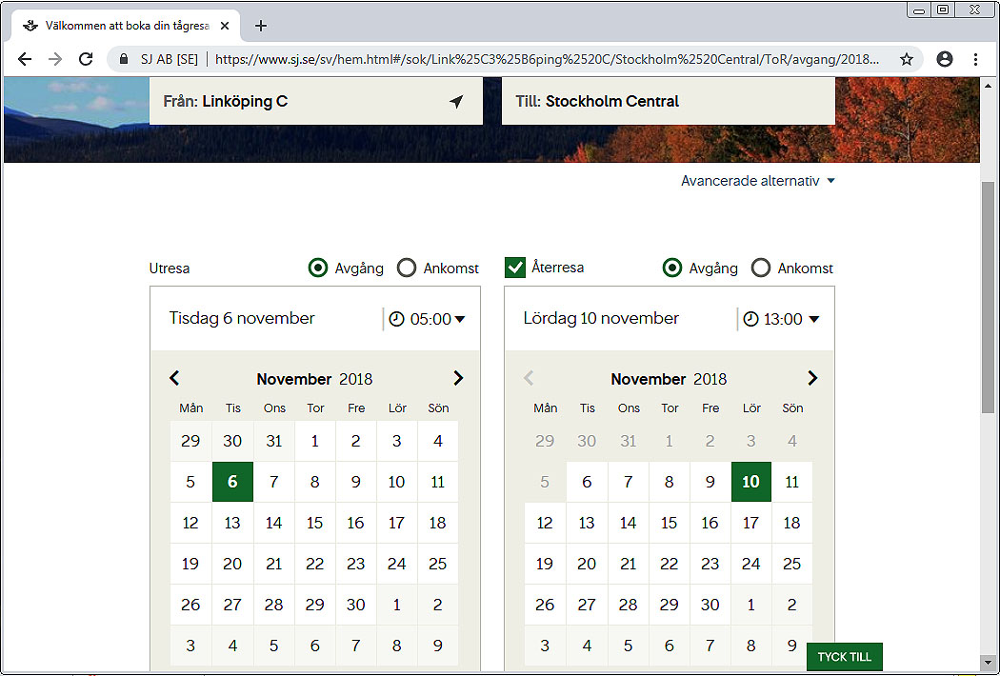 Välkommen att boka din tågresa
SJ AB [SE] | https://www.sj.se/sv/hem.html#/sok/Link%25C3%25B6ping%2520C/Stockholm%2520Central/ToR/avgang/2018...
Från: Linköping C
Till: Stockholm Central
Avancerade alternativ
Utresa Avgång Ankomst
Återresa Avgång Ankomst
Tisdag 6 november 05:00
Lördag 10 november 13:00
November 2018
Mån Tis Ons Tor Fre Lör Sön
29 30 31 1 2 3 4
5 6 7 8 9 10 11
12 13 14 15 16 17 18
19 20 21 22 23 24 25
26 27 28 29 30 1 2
3 4 5 6 7 8 9
November 2018
Mån Tis Ons Tor Fre Lör Sön
29 30 31 1 2 3 4
5 6 7 8 9 10 11
12 13 14 15 16 17 18
19 20 21 22 23 24 25
26 27 28 29 30 1 2
3 4 5 6 7 8 9
TYCK TILL